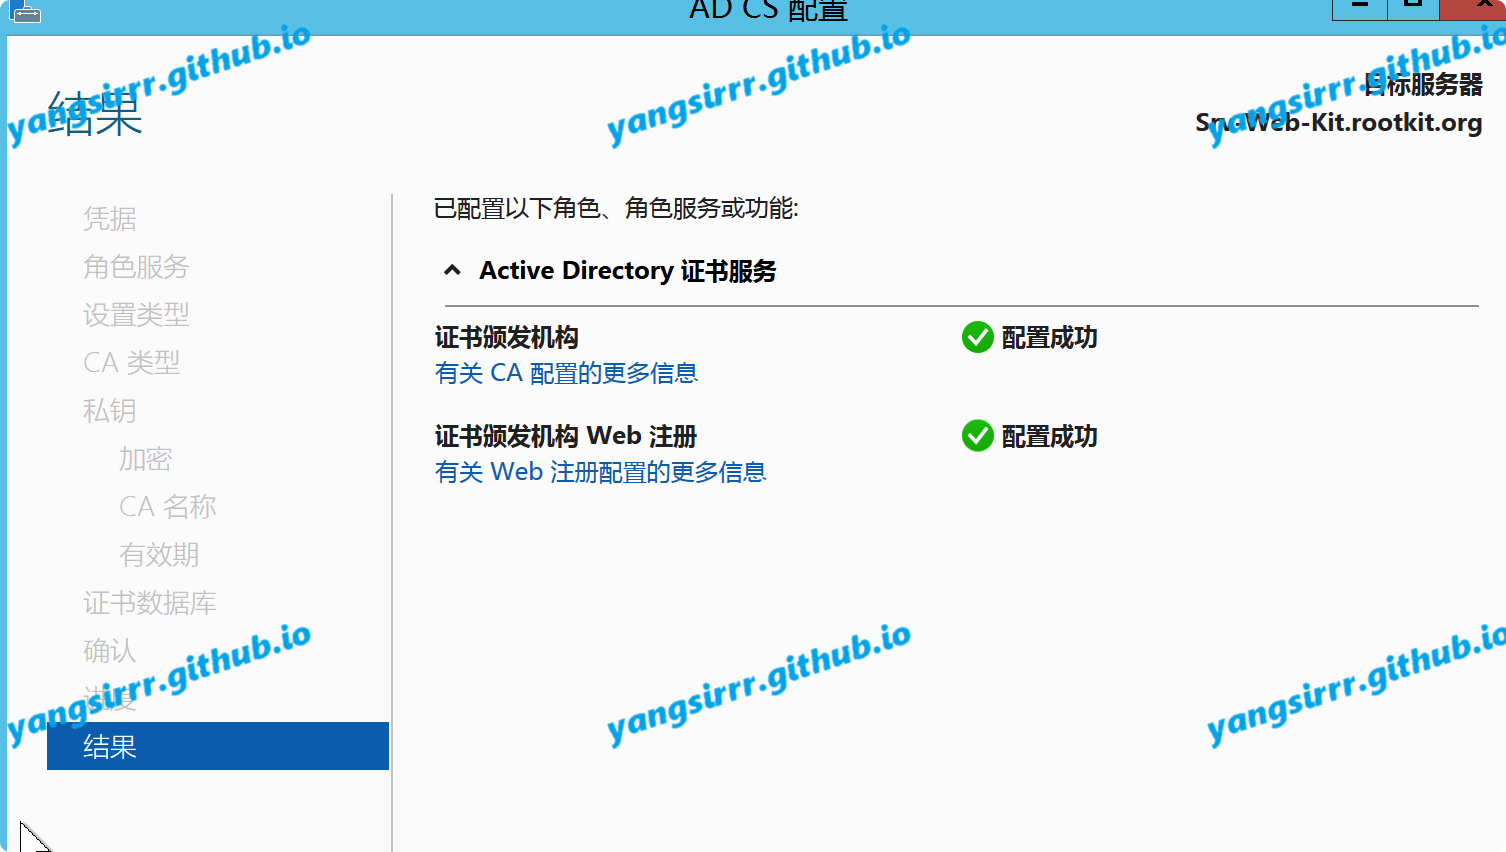 AD CS 配置
yangsirrr.github.io
yangsirrr.github.io
yangsirrr.github.io
结果
目标服务器
Srv-Web-Kit.rootkit.org
凭据
角色服务
设置类型
CA 类型
私钥
加密
CA 名称
有效期
证书数据库
确认
进度
结果
已配置以下角色、角色服务或功能:
Active Directory 证书服务
证书颁发机构
配置成功
有关 CA 配置的更多信息
证书颁发机构 Web 注册
配置成功
有关 Web 注册配置的更多信息
yangsirrr.github.io
yangsirrr.github.io
yangsirrr.github.io